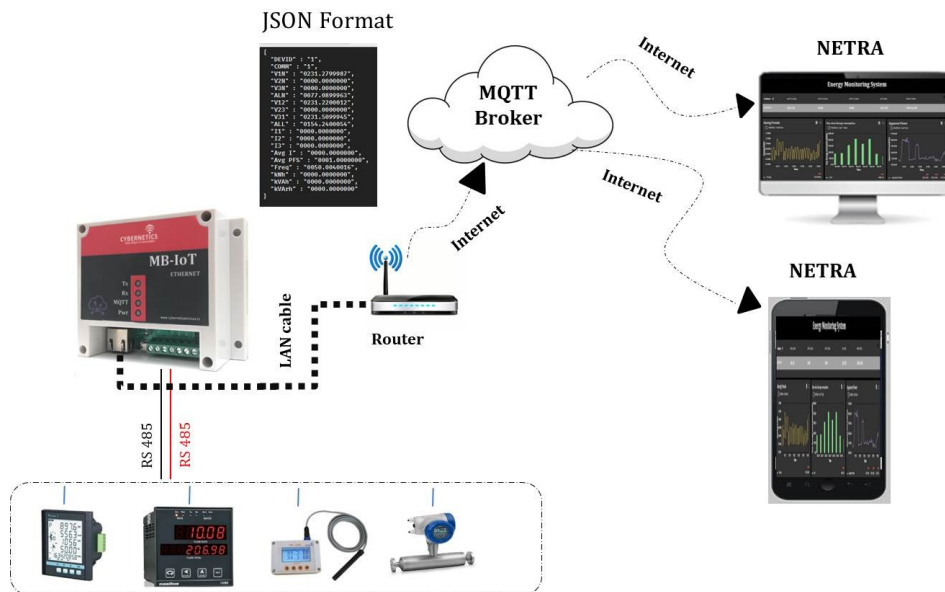 JSON Format
{
"DEVID" : "1",
"COMM" : "1",
"V1N" : "0231.2799987",
"V2N" : "0000.0000000",
"V3N" : "0000.0000000",
"ALN" : "0077.0899963",
"V12" : "0231.2200012",
"V23" : "0000.0000000",
"V31" : "0231.5099945",
"ALL" : "0154.2400054",
"I1" : "0000.0000000",
"I2" : "0000.0000000",
"I3" : "0000.0000000",
"Avg I" : "0000.0000000",
"Avg PFS" : "0001.0000000",
"Freq" : "0050.0040016",
"kWh" : "0000.0000000",
"kVAh" : "0000.0000000",
"kVArh" : "0000.0000000"
}
MQTT
Broker
Internet
NETRA
Energy Monitoring System
Internet
Internet
NETRA
Energy Monitoring System
CYBERNETICS
MB-IoT
ETHERNET
Tx
Rx
MQTT
Pwr
LAN cable
Router
RS 485
RS 485
10.08
206.98